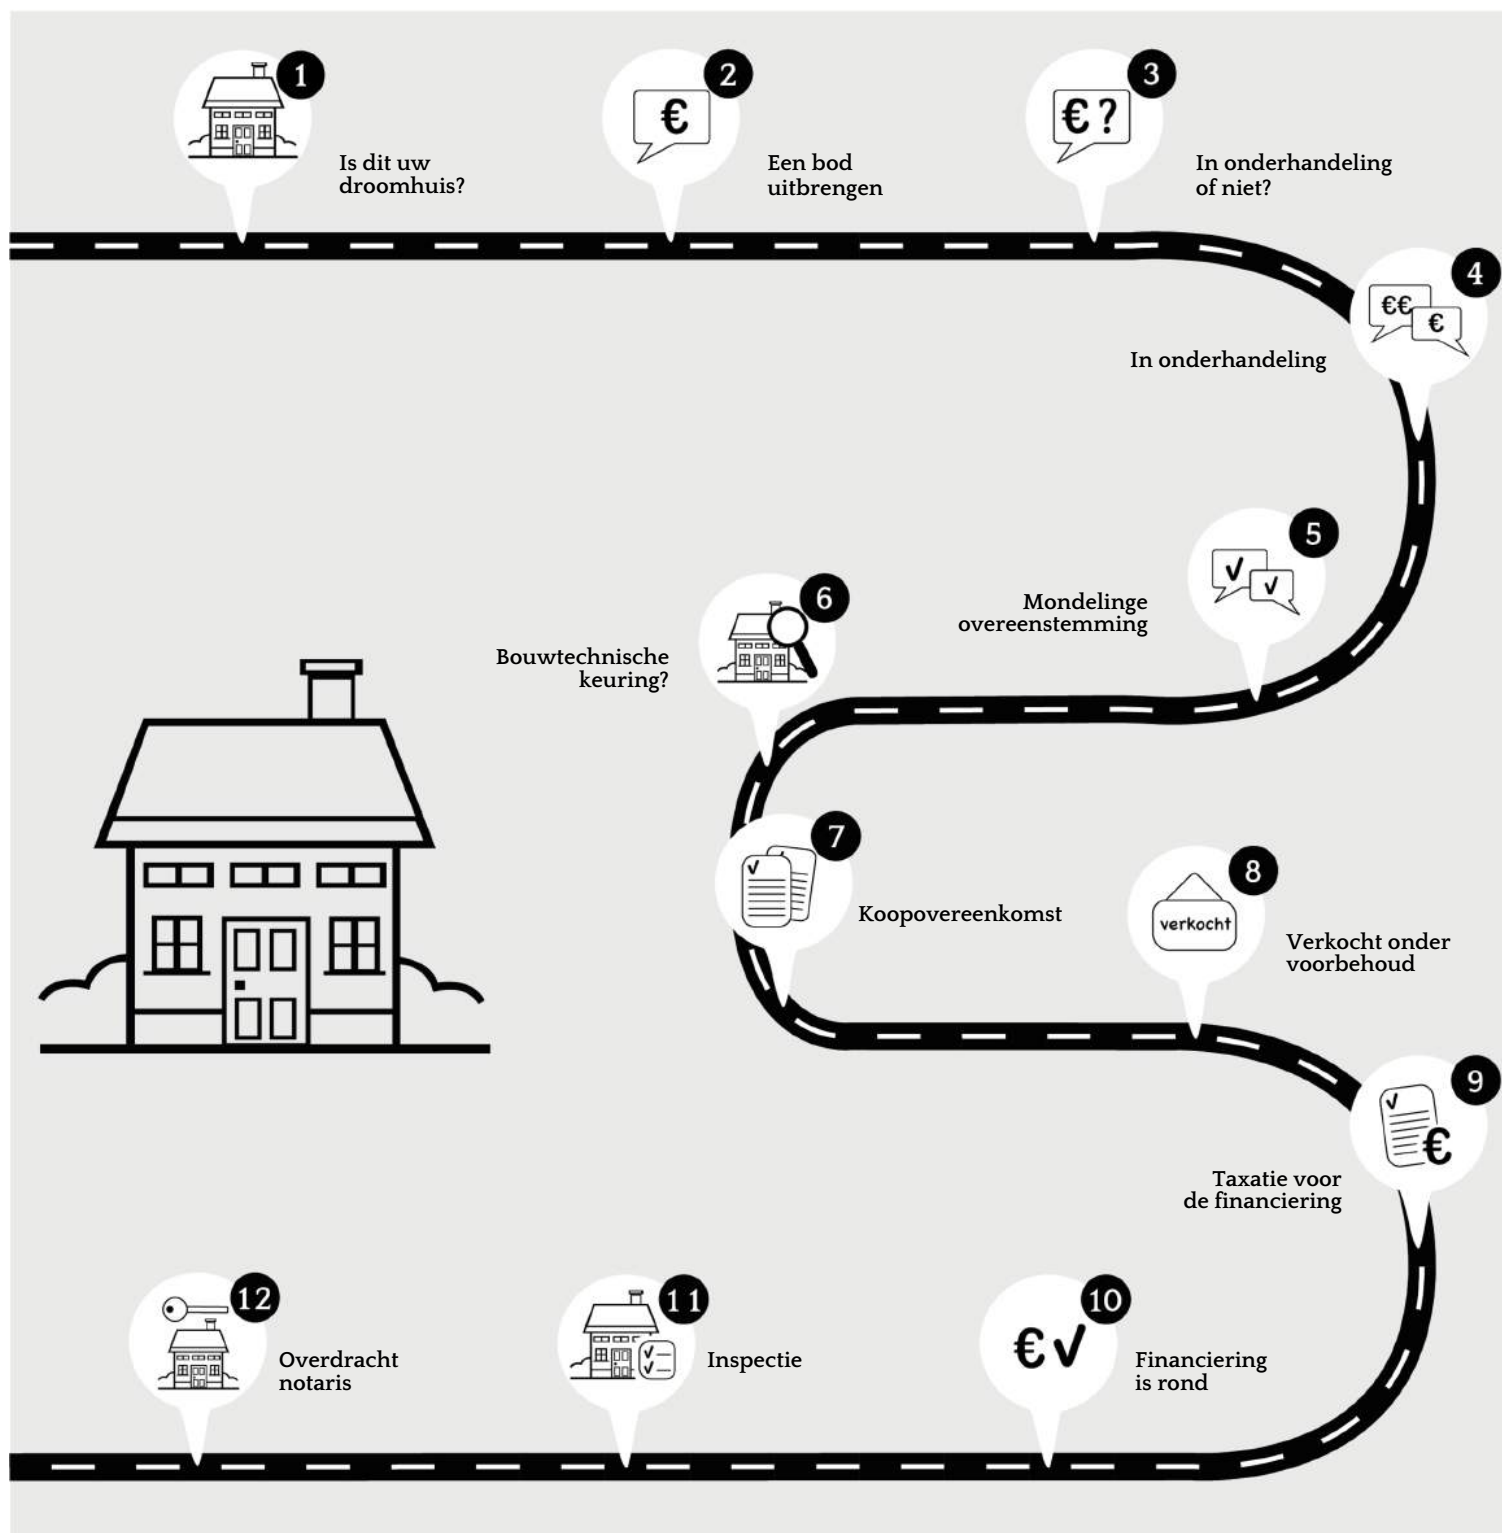 1
Is dit uw
droomhuis?
2
€
Een bod
uitbrengen
3
€ ?
In onderhandeling
of niet?
4
€€
€
In onderhandeling
5
Mondelinge
overeenstemming
6
Bouwtechnische
keuring?
7
Koopovereenkomst
8
verkocht
Verkocht onder
voorbehoud
9
€
Taxatie voor
de financiering
10
€
Financiering
is rond
11
Inspectie
12
Overdracht
notaris